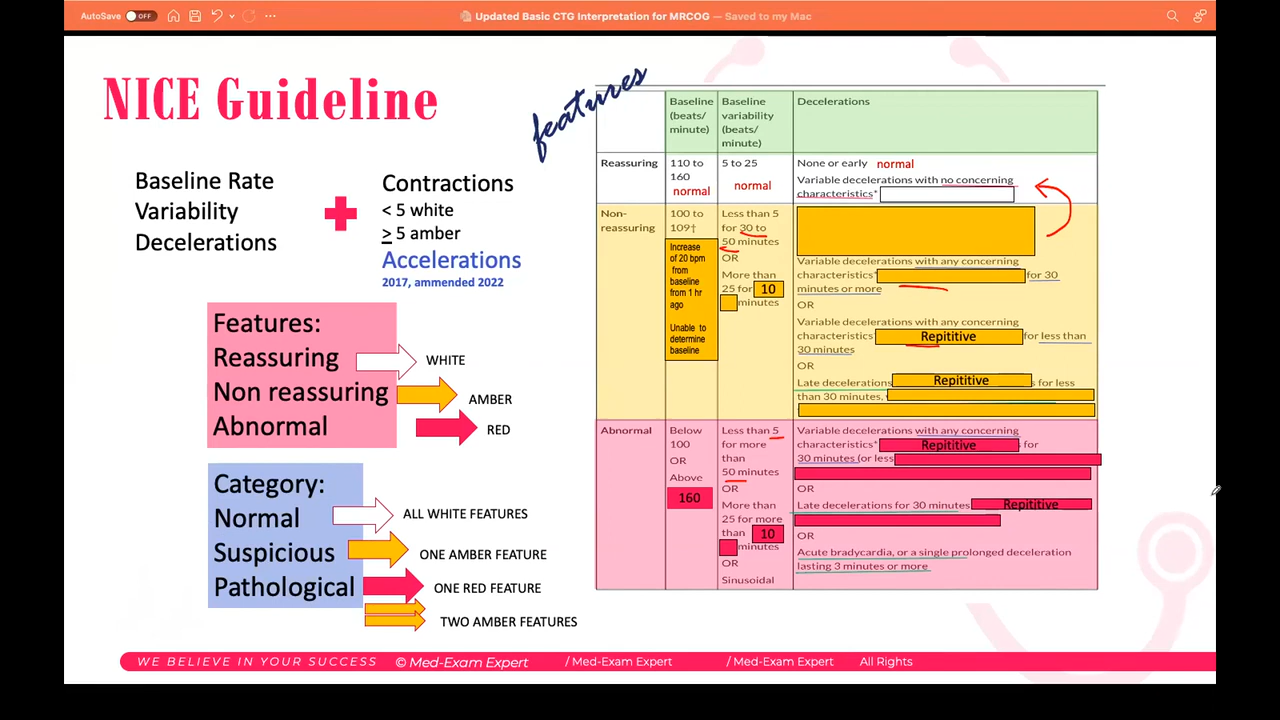 AutoSave OFF
Updated Basic CTG Interpretation for MRCOG — Saved to my Mac
NICE Guideline
Baseline Rate
Variability
Decelerations
Contractions
< 5 white
≥ 5 amber
Accelerations
2017, ammended 2022
Features:
Reassuring
WHITE
Non reassuring
AMBER
Abnormal
RED
Category:
Normal
ALL WHITE FEATURES
Suspicious
ONE AMBER FEATURE
Pathological
ONE RED FEATURE
TWO AMBER FEATURES
features
Baseline
(beats/
minute)
Baseline
variability
(beats/
minute)
Decelerations
Reassuring
110 to
160
normal
5 to 25
normal
None or early normal
Variable decelerations with no concerning
characteristics*
Non-
reassuring
100 to
109†
Increase
of 20 bpm
from
baseline
from 1 hr
ago
Unable to
determine
baseline
Less than 5
for 30 to
50 minutes
OR
More than
25 for 10
minutes
Variable decelerations with any concerning
characteristics* for 30
minutes or more
OR
Variable decelerations with any concerning
characteristics* Repititive for less than
30 minutes
OR
Late decelerations Repititive s for less
than 30 minutes,
Abnormal
Below
100
OR
Above
160
Less than 5
for more
than
50 minutes
OR
More than
25 for more
than 10
minutes
OR
Sinusoidal
Variable decelerations with any concerning
characteristics* Repititive for
30 minutes (or less
OR
Late decelerations for 30 minutes Repititive
OR
Acute bradycardia, or a single prolonged deceleration
lasting 3 minutes or more
WE BELIEVE IN YOUR SUCCESS © Med-Exam Expert / Med-Exam Expert / Med-Exam Expert All Rights